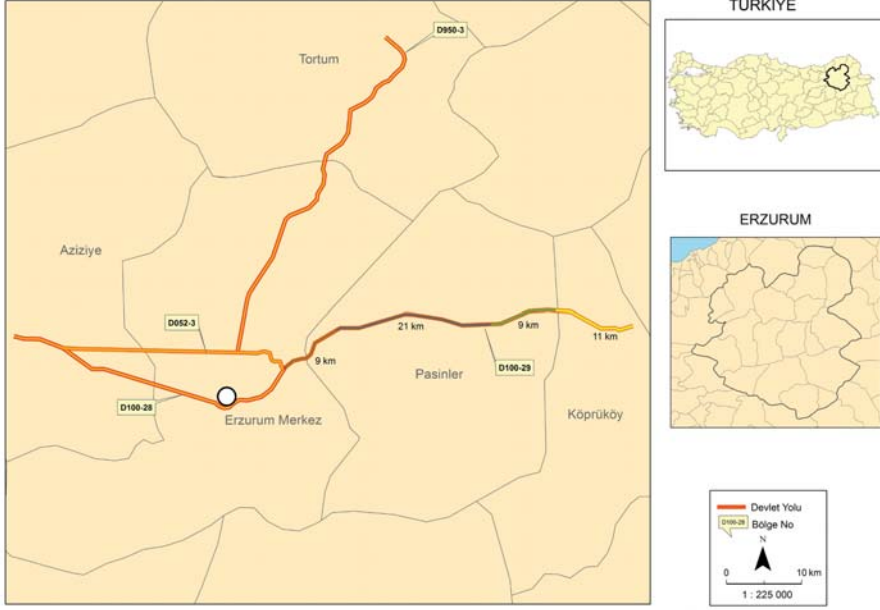 TÜRKİYE
D950-3
Tortum
ERZURUM
Aziziye
D052-3
21 km
9 km
11 km
9 km
D100-29
Pasinler
D100-28
Erzurum Merkez
Köprüköy
Devlet Yolu
D100-28 Bölge No
N
0 10 km
1 : 225 000